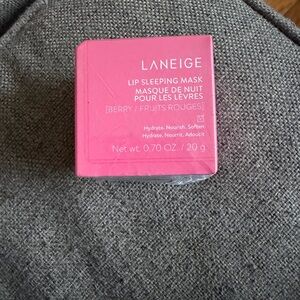 LANEIGE
LIP SLEEPING MASK
MASQUE DE NUIT
POUR LES LÈVRES
[BERRY / FRUITS ROUGES]
Hydrate, Nourish, Soften
Hydrate, Nourrit, Adoucit
Net wt. 0.70 OZ. / 20 g